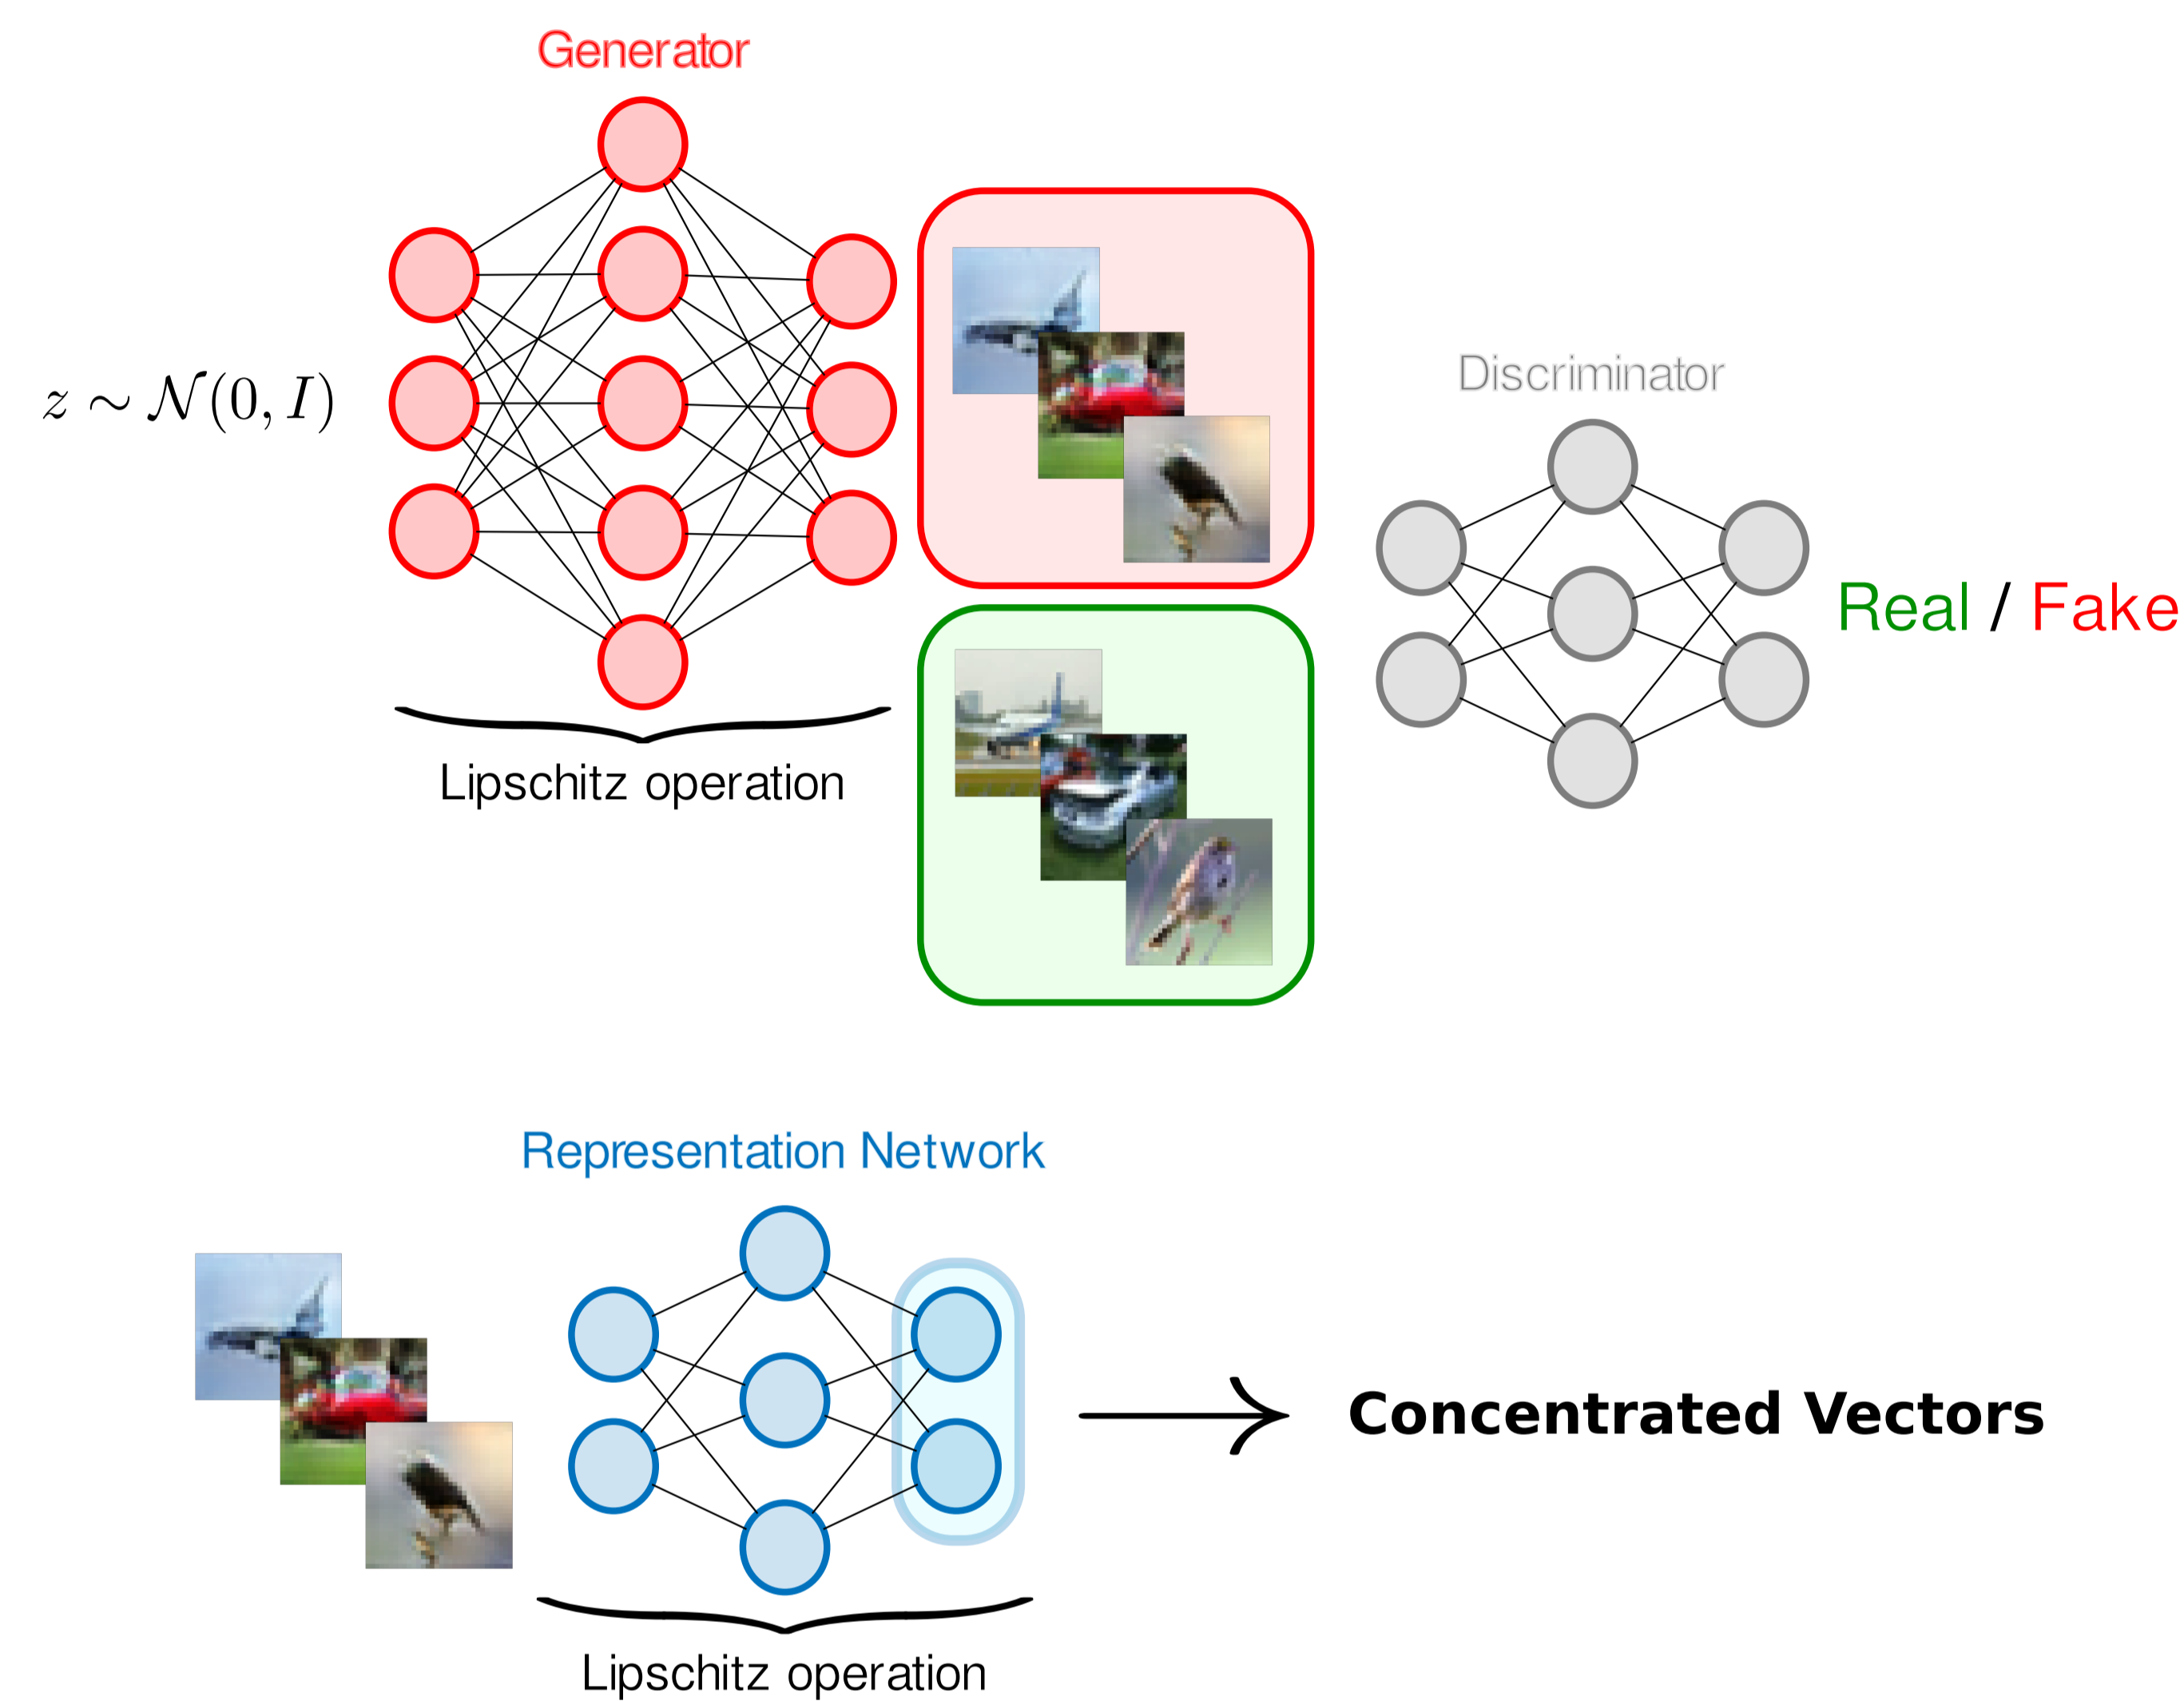 Generator
z ∼ 𝒩(0, I)
Discriminator
Real / Fake
Lipschitz operation
Representation Network
Concentrated Vectors
Lipschitz operation